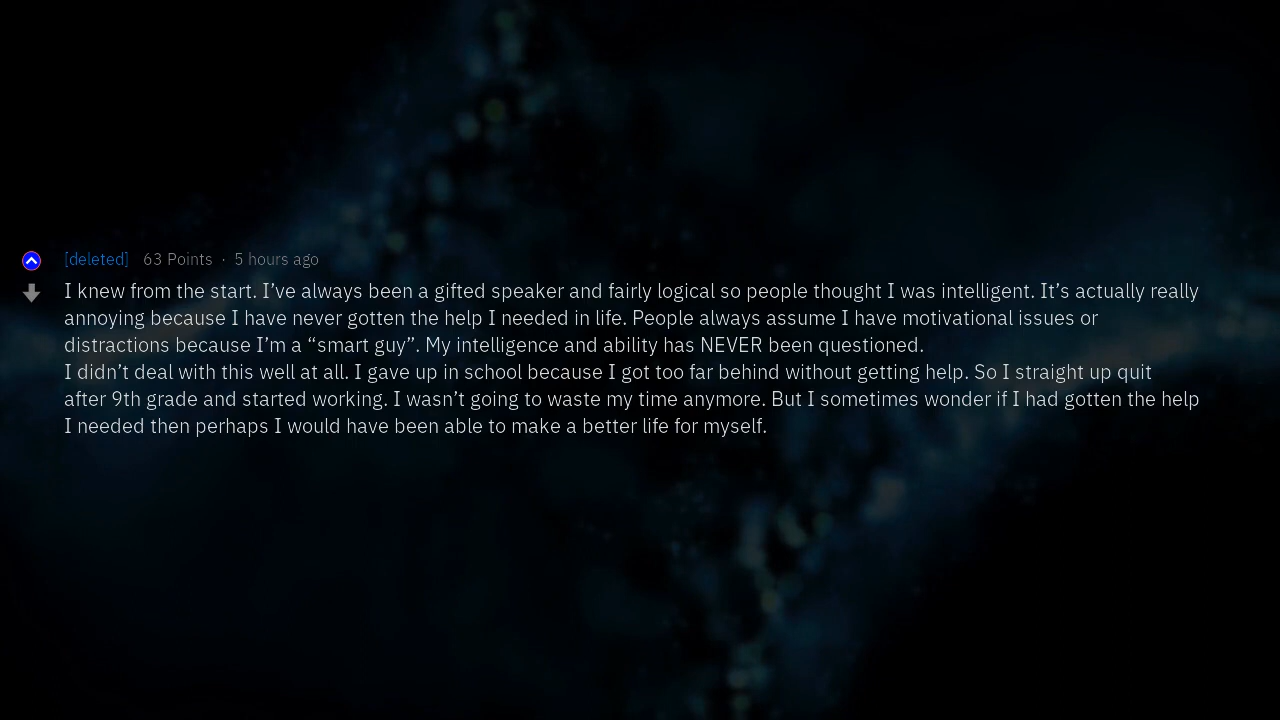 [deleted] 63 Points · 5 hours ago
I knew from the start. I’ve always been a gifted speaker and fairly logical so people thought I was intelligent. It’s actually really
annoying because I have never gotten the help I needed in life. People always assume I have motivational issues or
distractions because I’m a “smart guy”. My intelligence and ability has NEVER been questioned.
I didn’t deal with this well at all. I gave up in school because I got too far behind without getting help. So I straight up quit
after 9th grade and started working. I wasn’t going to waste my time anymore. But I sometimes wonder if I had gotten the help
I needed then perhaps I would have been able to make a better life for myself.